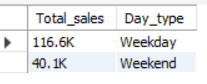 Total_sales Day_type
116.6K Weekday
40.1K Weekend